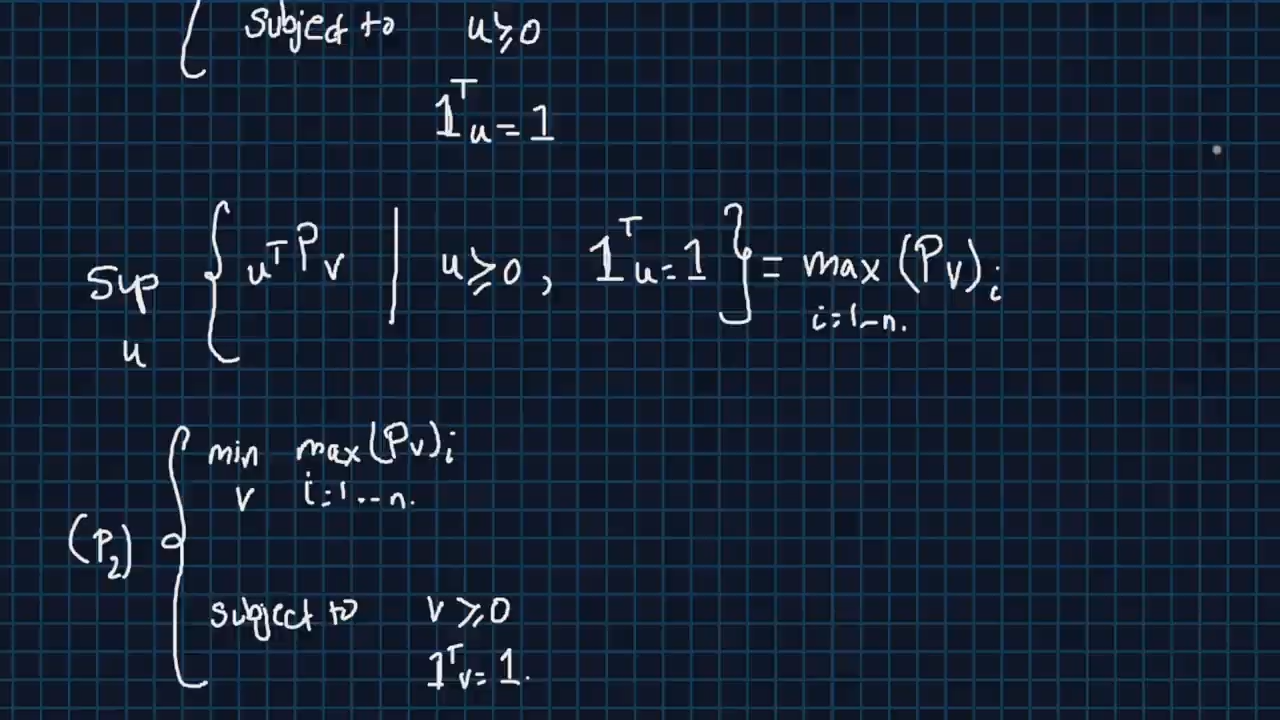 Subject to u ⩾ 0
1ᵀu = 1
Sup { uᵀPv | u ⩾ 0 , 1ᵀu = 1 } = max (Pv)ᵢ
u i=1–n.
min max (Pv)ᵢ
v i=1...n.
(P₂) {
subject to v ⩾ 0
1ᵀv = 1.